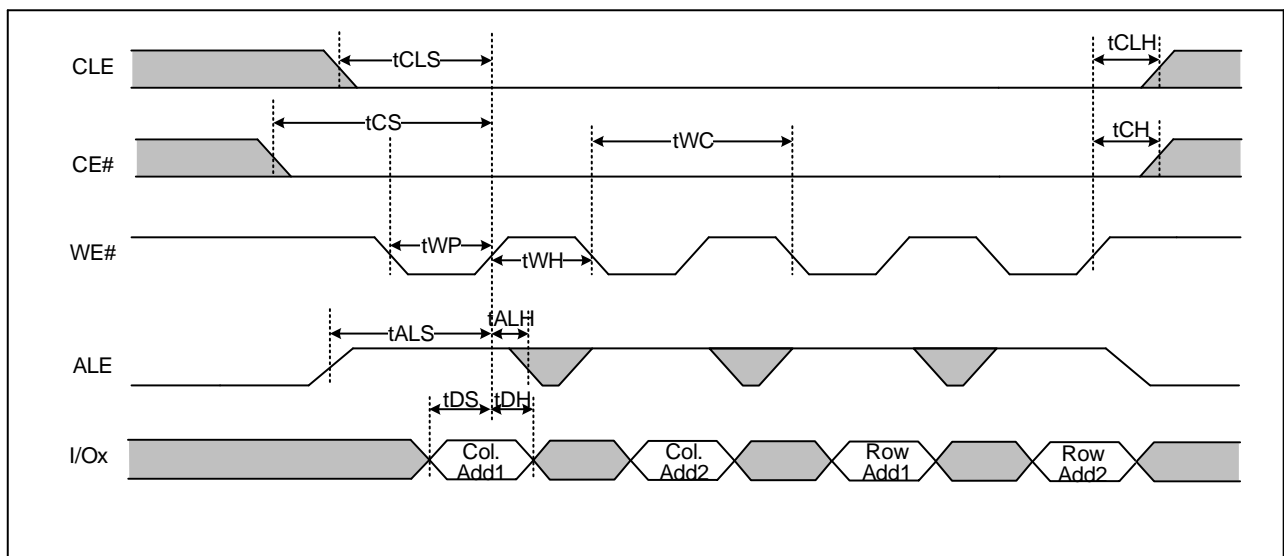 tCLH
CLE
tCLS
tCS
tWC
tCH
CE#
WE#
tWP
tWH
tALH
tALS
ALE
tDS
tDH
I/Ox
Col.
Add1
Col.
Add2
Row
Add1
Row
Add2